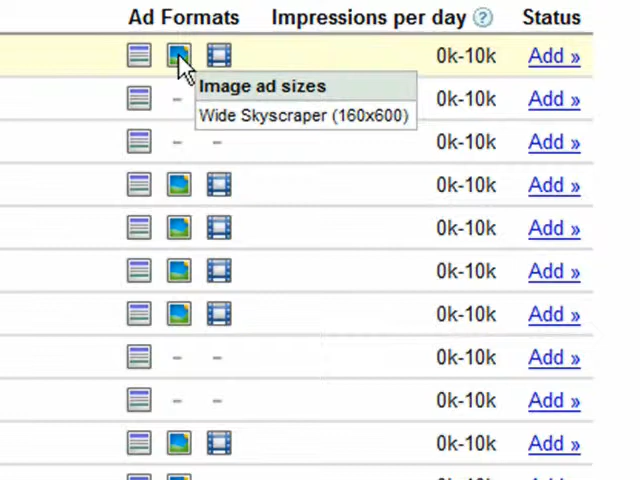 Ad Formats Impressions per day ? Status
0k-10k Add »
Image ad sizes
- 0k-10k Add »
Wide Skyscraper (160x600)
- - 0k-10k Add »
0k-10k Add »
0k-10k Add »
0k-10k Add »
0k-10k Add »
- - 0k-10k Add »
- - 0k-10k Add »
0k-10k Add »